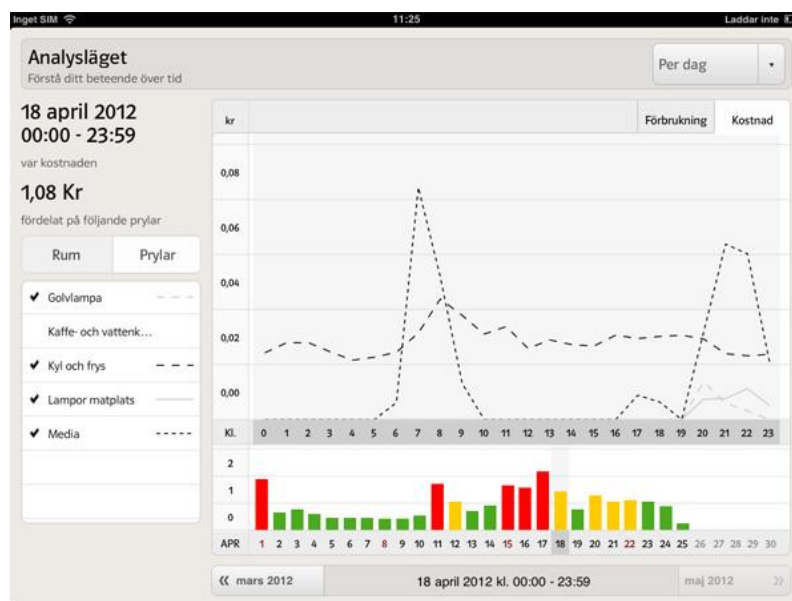 Inget SIM 11:25 Laddar inte
Analysläget
Förstå ditt beteende över tid
Per dag
18 april 2012
00:00 - 23:59
var kostnaden
1,08 Kr
fördelat på följande prylar
Rum Prylar
Golvlampa
Kaffe- och vattenk...
Kyl och frys
Lampor matplats
Media
kr Förbrukning Kostnad
0,08
0,06
0,04
0,02
0,00
Kl. 0 1 2 3 4 5 6 7 8 9 10 11 12 13 14 15 16 17 18 19 20 21 22 23
2
1
0
APR 1 2 3 4 5 6 7 8 9 10 11 12 13 14 15 16 17 18 19 20 21 22 23 24 25 26 27 28 29 30
« mars 2012 18 april 2012 kl. 00:00 - 23:59 maj 2012 »